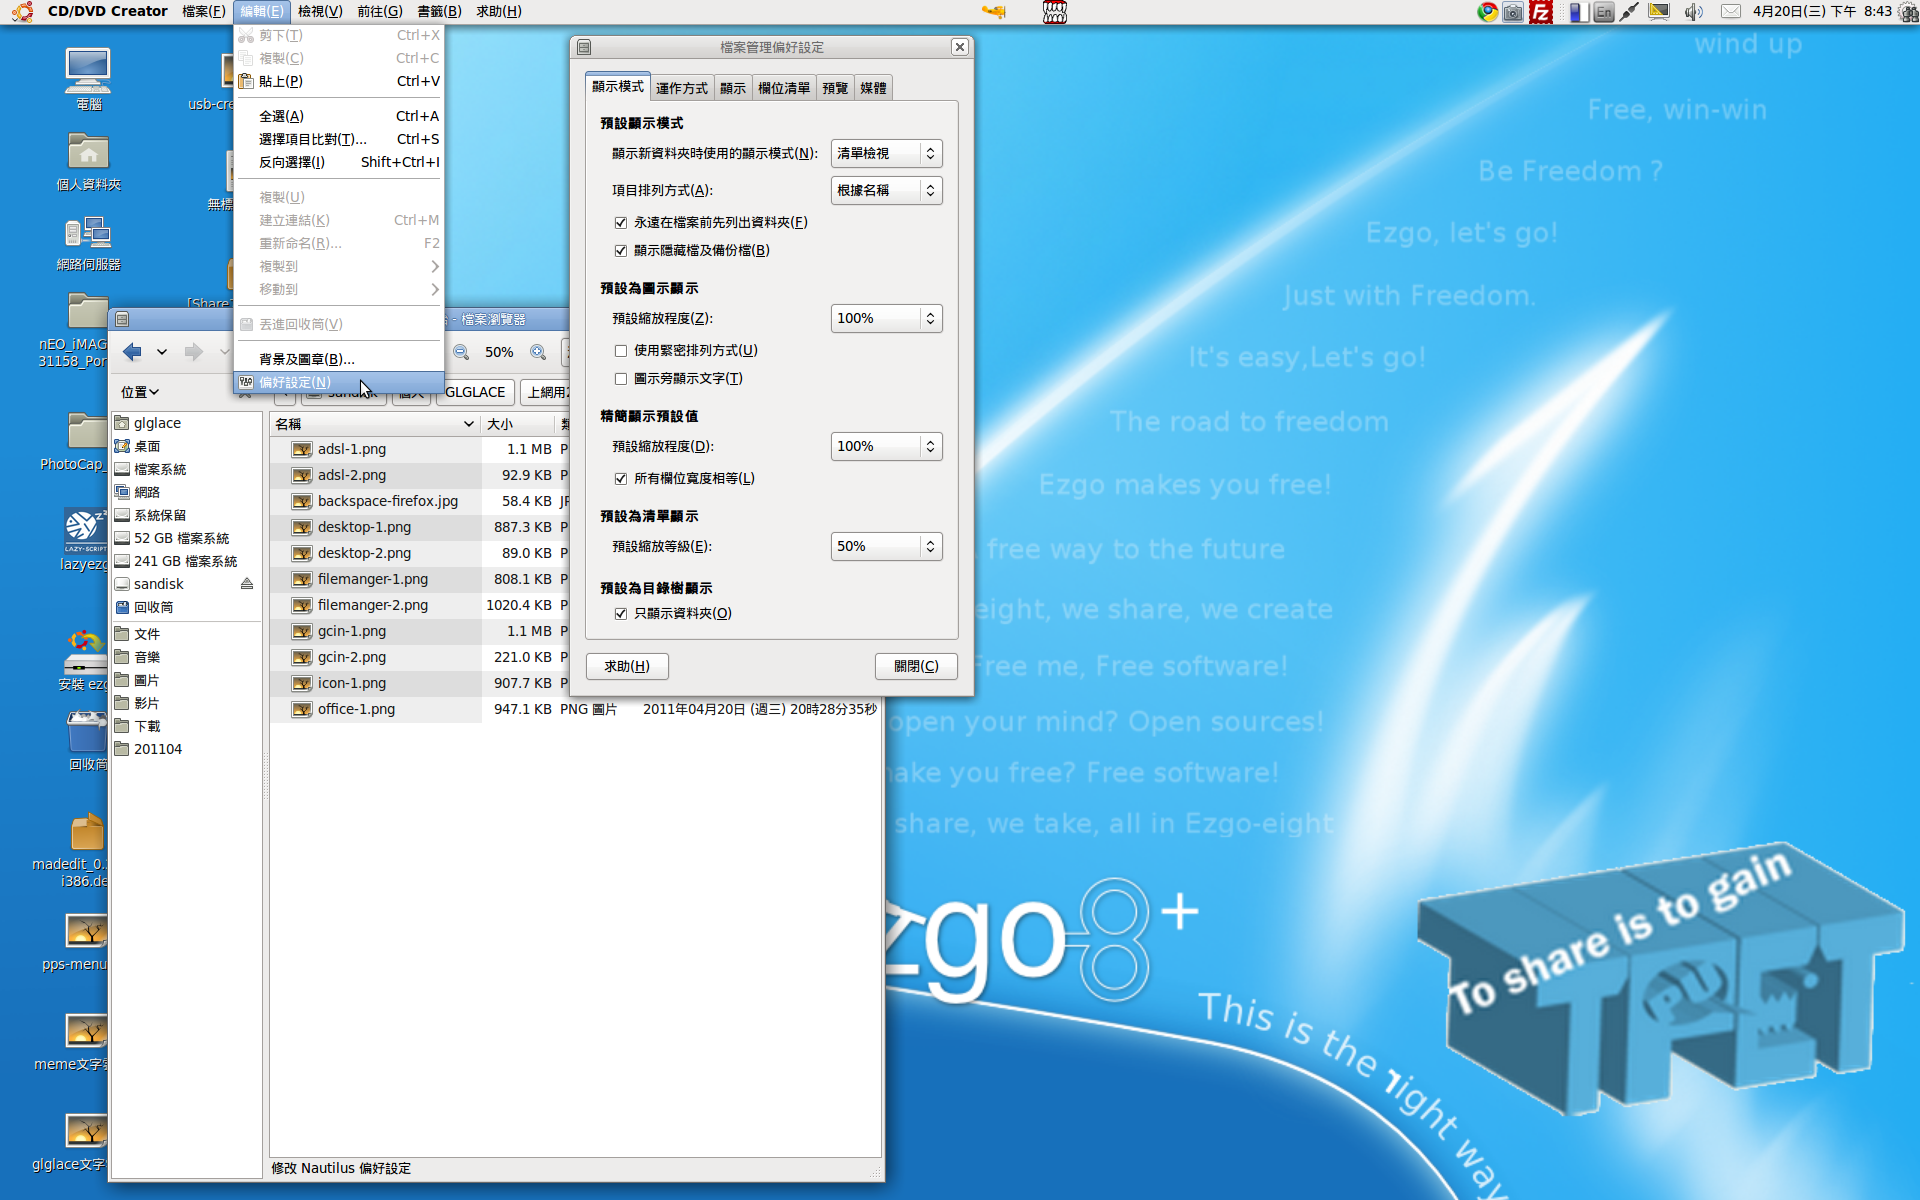 CD/DVD Creator 檔案(F) 編輯(E) 檢視(V) 前往(G) 書籤(B) 求助(H)
En 4月20日(三) 下午 8:43
剪下(T) Ctrl+X
複製(C) Ctrl+C
貼上(P) Ctrl+V
全選(A) Ctrl+A
選擇項目比對(T)... Ctrl+S
反向選擇(I) Shift+Ctrl+I
複製(U)
建立連結(K) Ctrl+M
重新命名(R)... F2
複製到
移動到
丟進回收筒(V)
背景及圖章(B)...
偏好設定(N)
電腦
個人資料夾
網路伺服器
nEO_iMAG
31158_Por
PhotoCap_
LAZY-SCRIPT
lazyezg
安裝 ezg
回收筒
madedit_0.
i386.de
pps-menu
meme文字
glglace文字
usb-cre
無標
[Share
- 檔案瀏覽器
50%
位置
sandisk 個人 GLGLACE 上網用2
glglace
桌面
檔案系統
網路
系統保留
52 GB 檔案系統
241 GB 檔案系統
sandisk
回收筒
文件
音樂
圖片
影片
下載
201104
名稱 大小
adsl-1.png 1.1 MB P
adsl-2.png 92.9 KB P
backspace-firefox.jpg 58.4 KB JP
desktop-1.png 887.3 KB P
desktop-2.png 89.0 KB P
filemanger-1.png 808.1 KB P
filemanger-2.png 1020.4 KB P
gcin-1.png 1.1 MB P
gcin-2.png 221.0 KB P
icon-1.png 907.7 KB P
office-1.png 947.1 KB PNG 圖片 2011年04月20日 (週三) 20時28分35秒
修改 Nautilus 偏好設定
檔案管理偏好設定
顯示模式 運作方式 顯示 欄位清單 預覽 媒體
預設顯示模式
顯示新資料夾時使用的顯示模式(N): 清單檢視
項目排列方式(A): 根據名稱
永遠在檔案前先列出資料夾(F)
顯示隱藏檔及備份檔(B)
預設為圖示顯示
預設縮放程度(Z): 100%
使用緊密排列方式(U)
圖示旁顯示文字(T)
精簡顯示預設值
預設縮放程度(D): 100%
所有欄位寬度相等(L)
預設為清單顯示
預設縮放等級(E): 50%
預設為目錄樹顯示
只顯示資料夾(O)
求助(H) 關閉(C)
wind up
Free, win-win
Be Freedom ?
Ezgo, let's go!
Just with Freedom.
It's easy,Let's go!
The road to freedom
Ezgo makes you free!
free way to the future
eight, we share, we create
Free me, Free software!
open your mind? Open sources!
make you free? Free software!
share, we take, all in Ezgo-eight
ezgo8+
This is the right way
To share is to gain
TPET